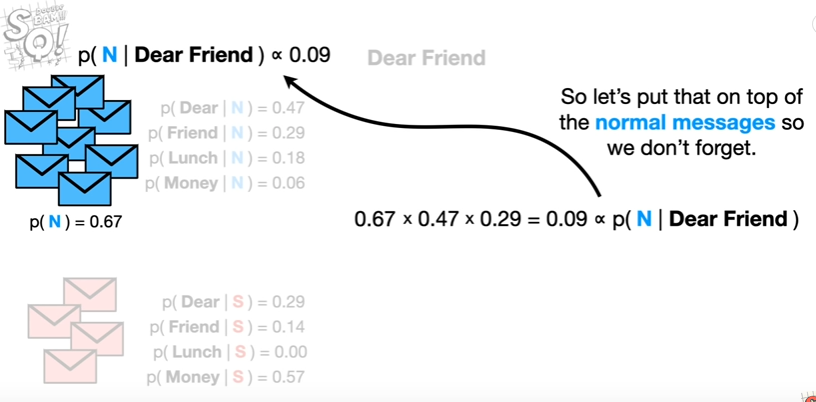 p( N | Dear Friend ) ∝ 0.09
Dear Friend
p( Dear | N ) = 0.47
p( Friend | N ) = 0.29
p( Lunch | N ) = 0.18
p( Money | N ) = 0.06
p( N ) = 0.67
So let's put that on top of
the normal messages so
we don't forget.
0.67 × 0.47 × 0.29 = 0.09 ∝ p( N | Dear Friend )
p( Dear | S ) = 0.29
p( Friend | S ) = 0.14
p( Lunch | S ) = 0.00
p( Money | S ) = 0.57